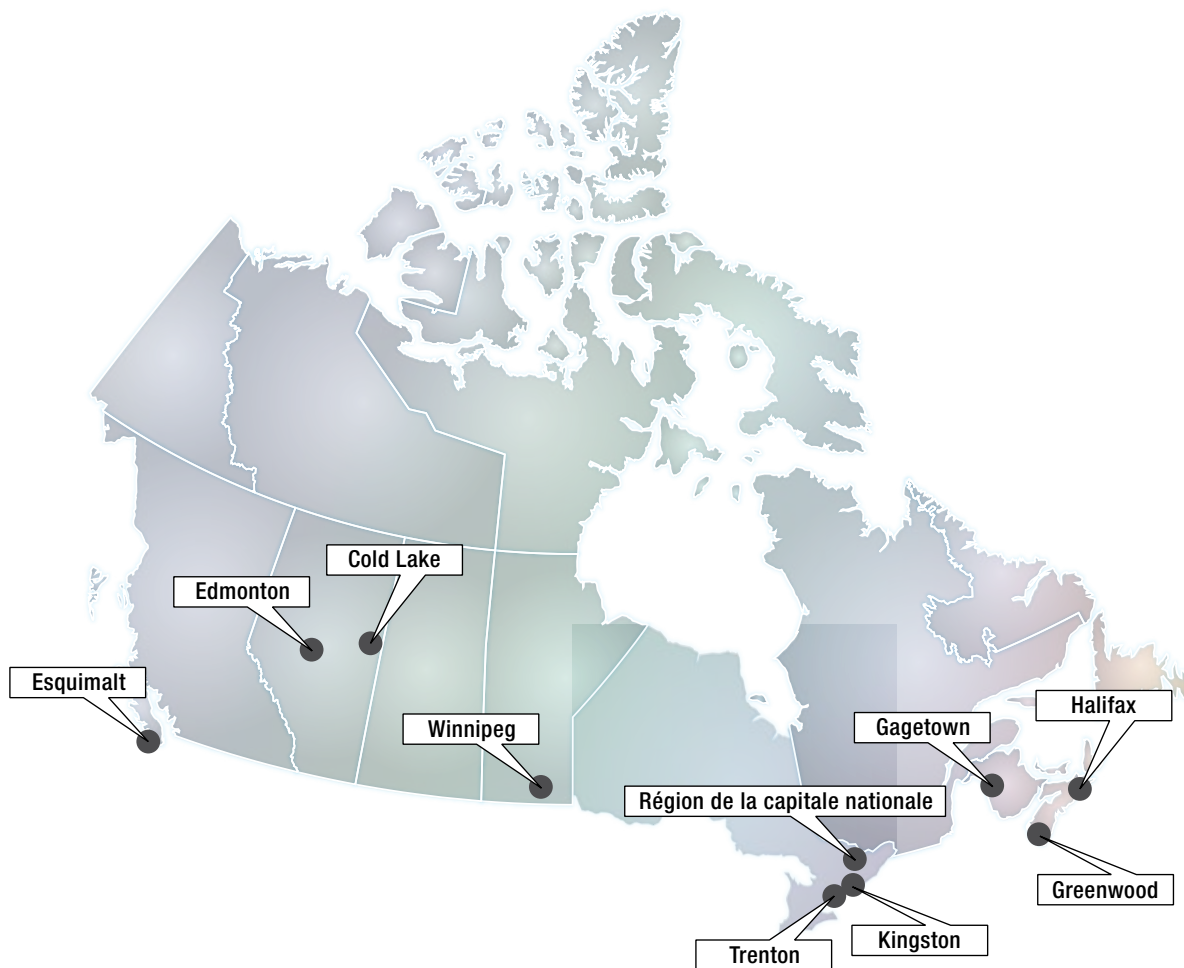 Cold Lake
Edmonton
Esquimalt
Winnipeg
Gagetown
Halifax
Région de la capitale nationale
Greenwood
Kingston
Trenton